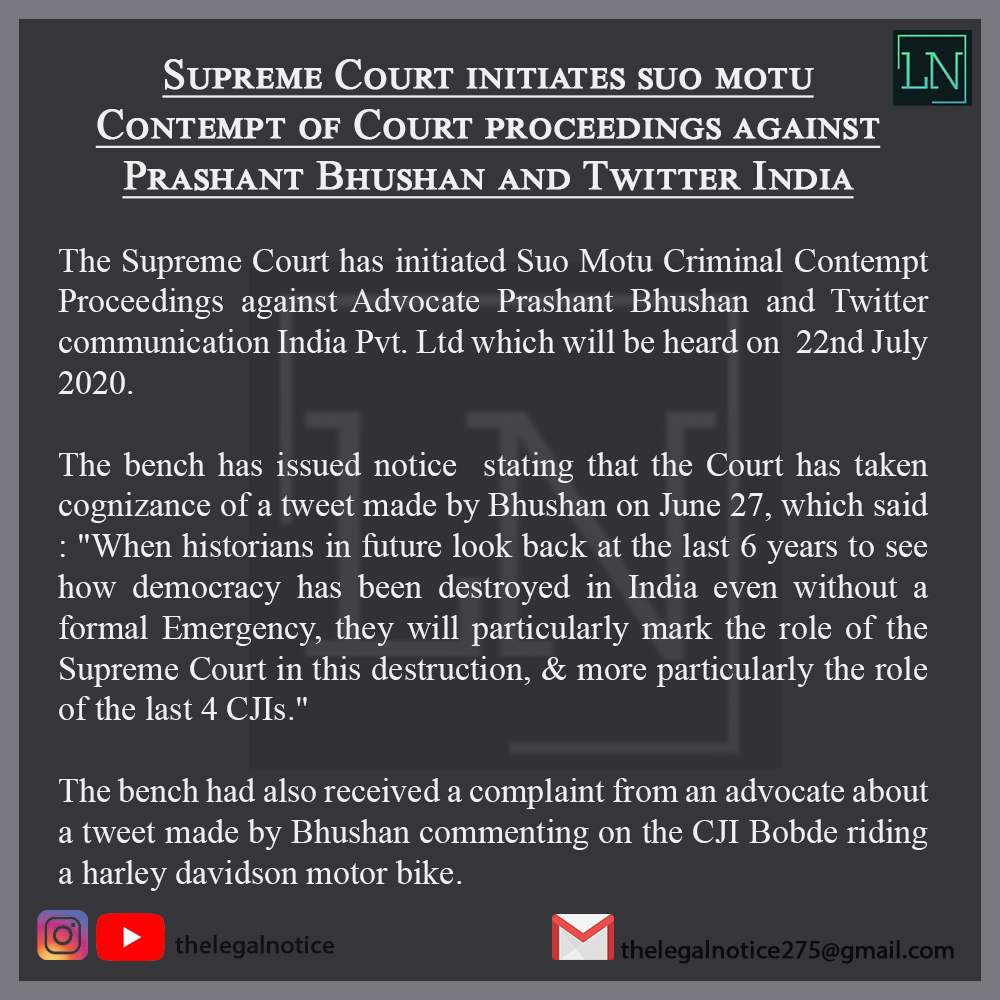 LN
Supreme Court initiates suo motu
Contempt of Court proceedings against
Prashant Bhushan and Twitter India
The Supreme Court has initiated Suo Motu Criminal Contempt
Proceedings against Advocate Prashant Bhushan and Twitter
communication India Pvt. Ltd which will be heard on  22nd July
2020.
The bench has issued notice  stating that the Court has taken
cognizance of a tweet made by Bhushan on June 27, which said
: "When historians in future look back at the last 6 years to see
how democracy has been destroyed in India even without a
formal Emergency, they will particularly mark the role of the
Supreme Court in this destruction, & more particularly the role
of the last 4 CJIs."
The bench had also received a complaint from an advocate about
a tweet made by Bhushan commenting on the CJI Bobde riding
a harley davidson motor bike.
thelegalnotice
thelegalnotice275@gmail.com
LN